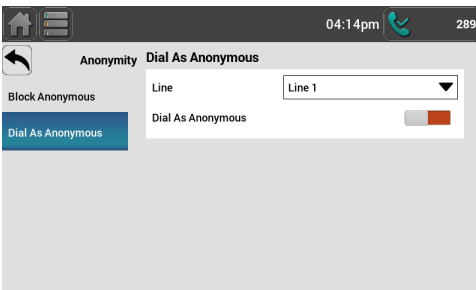 04:14pm 289
Anonymity Dial As Anonymous
Block Anonymous
Dial As Anonymous
Line Line 1
Dial As Anonymous